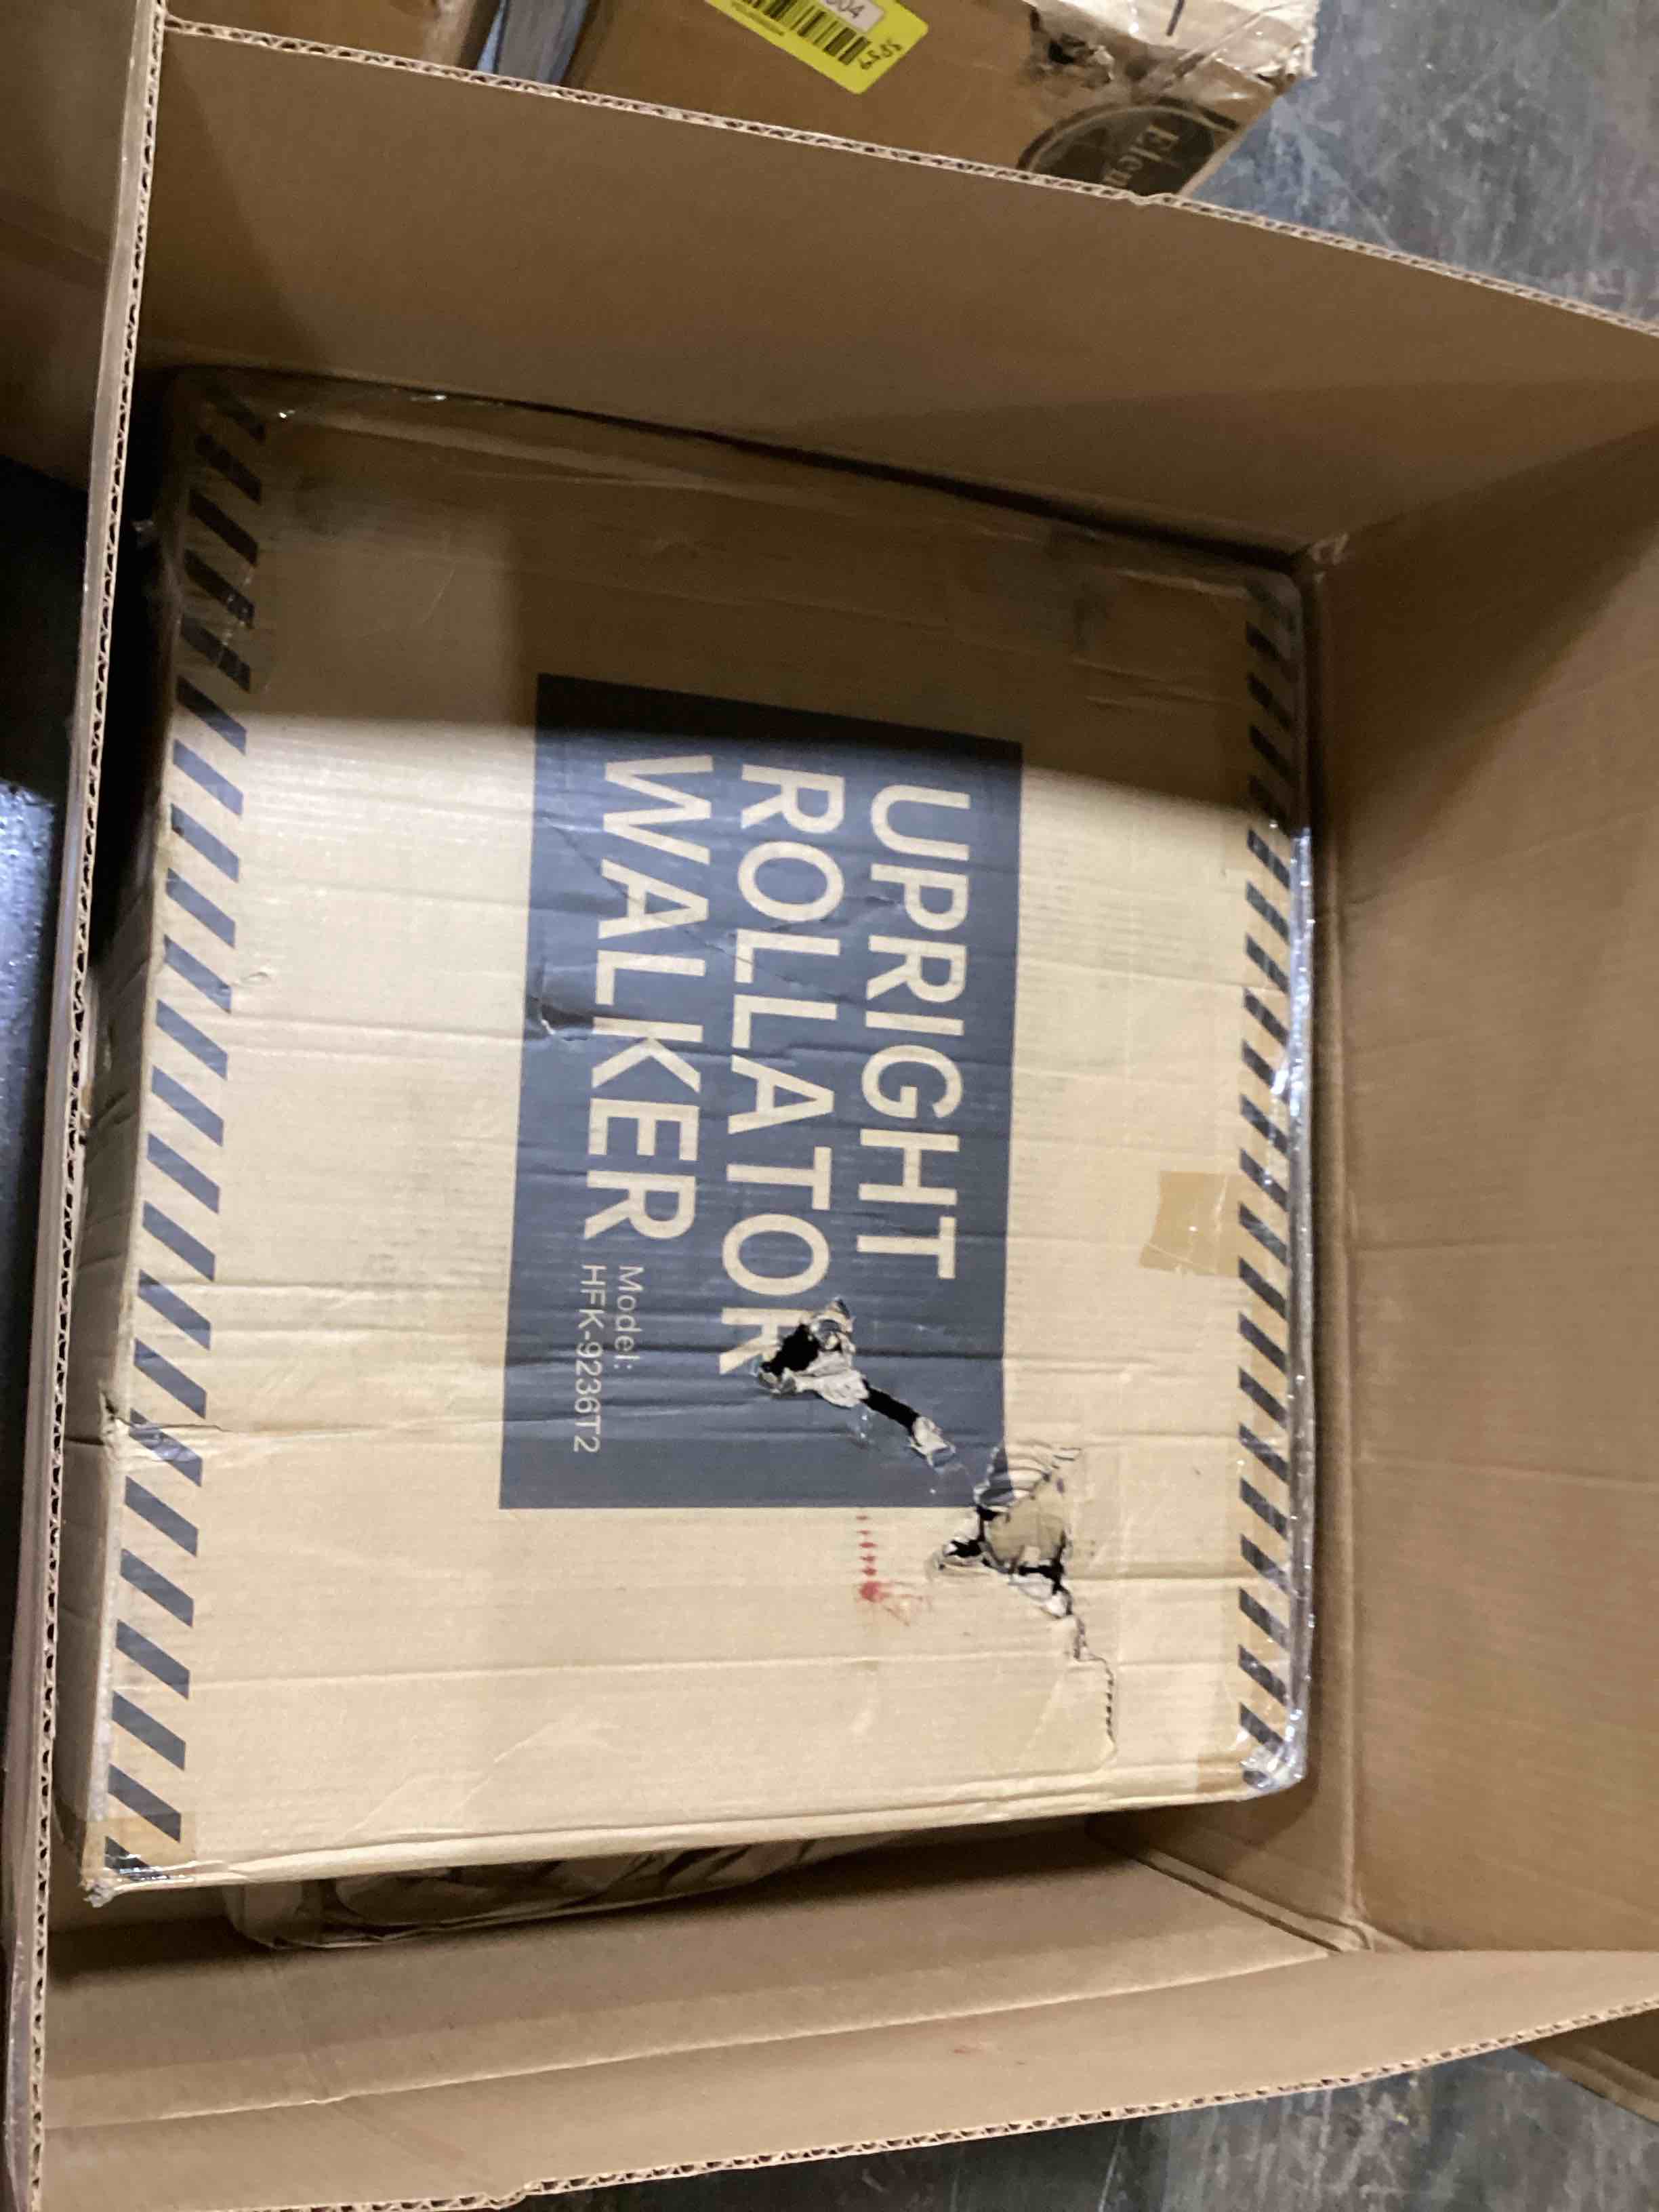 UPRIGHT
ROLLATOR
WALKER
Model:
HFK-9236T2